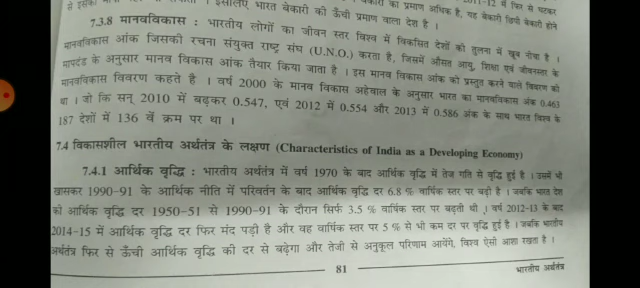 प्रमाण अधिक है, यह बेकारी छिपी बेकारी होने
इसीलिए भारत बेकारी को ऊँची प्रमाण वाला देश है ।
7.3.8 मानवविकास : भारतीय लोगों का जीवन स्तर विश्व में विकसित देशों को तुलना में खूब नीचा है ।
मानवविकास आंक जिसकी रचना संयुक्त राष्ट्र संघ (U.N.O.) करता है, जिसमें औसत आयु, शिक्षा एवं जीवनस्तर के
मापदंड के अनुसार मानव विकास आंक तैयार किया जाता है । इस मानव विकास आंक को प्रस्तुत करने वाले विवरण को
मानवविकास विवरण कहते है । वर्ष 2000 के मानव विकास अहेवाल के अनुसार भारत का मानवविकास अंक 0.463
था । जो कि सन् 2010 में बढ़कर 0.547, एवं 2012 में 0.554 और 2013 में 0.586 अंक के साथ भारत विश्व के
187 देशों में 136 वें क्रम पर था ।
7.4 विकासशील भारतीय अर्थतंत्र के लक्षण (Characteristics of India as a Developing Economy)
7.4.1 आर्थिक वृद्धि : भारतीय अर्थतंत्र में वर्ष 1970 के बाद आर्थिक वृद्धि में तेज गति से वृद्धि हुई है । उसमें भी
खासकर 1990-91 के आर्थिक नीति में परिवर्तन के बाद आर्थिक वृद्धि दर 6.8 % वार्षिक स्तर पर बढ़ी है । जबकि भारत देश
को आर्थिक वृद्धि दर 1950-51 से 1990-91 के दौरान सिर्फ 3.5 % वार्षिक स्तर पर बढ़ती थी । वर्ष 2012-13 के बाद
2014-15 में आर्थिक वृद्धि दर फिर मंद पड़ी है और वह वार्षिक स्तर पर 5 % से भी कम दर पर वृद्धि हुई है । जबकि भारतीय
अर्थतंत्र फिर से ऊँची आर्थिक वृद्धि की दर से बढ़ेगा और तेजी से अनुकूल परिणाम आयेंगे, विश्व ऐसी आशा रखता है ।
81
भारतीय अर्थतंत्र